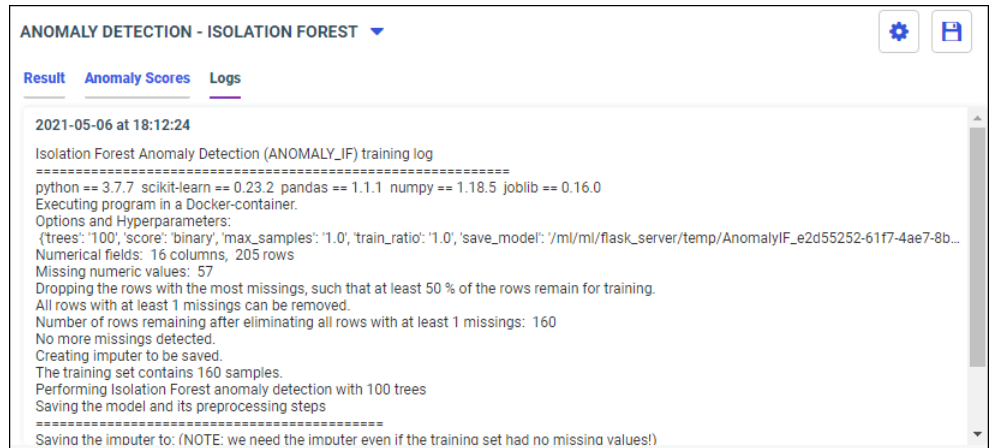 ANOMALY DETECTION - ISOLATION FOREST
Result Anomaly Scores Logs
2021-05-06 at 18:12:24
Isolation Forest Anomaly Detection (ANOMALY_IF) training log
============================================================
python == 3.7.7 scikit-learn == 0.23.2 pandas == 1.1.1 numpy == 1.18.5 joblib == 0.16.0
Executing program in a Docker-container.
Options and Hyperparameters:
{'trees': '100', 'score': 'binary', 'max_samples': '1.0', 'train_ratio': '1.0', 'save_model': '/ml/ml/flask_server/temp/AnomalyIF_e2d55252-61f7-4ae7-8b...
Numerical fields: 16 columns, 205 rows
Missing numeric values: 57
Dropping the rows with the most missings, such that at least 50 % of the rows remain for training.
All rows with at least 1 missings can be removed.
Number of rows remaining after eliminating all rows with at least 1 missings: 160
No more missings detected.
Creating imputer to be saved.
The training set contains 160 samples.
Performing Isolation Forest anomaly detection with 100 trees
Saving the model and its preprocessing steps
============================================
Saving the imputer to: (NOTE: we need the imputer even if the training set had no missing values!)